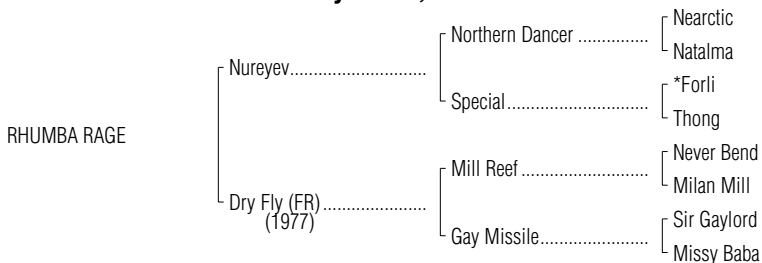 Nearctic
Northern Dancer ...............
Natalma
Nureyev.............................
*Forli
Special..............................
Thong
RHUMBA RAGE
Never Bend
Mill Reef ...........................
Milan Mill
Dry Fly (FR)......................
(1977)
Sir Gaylord
Gay Missile.......................
Missy Baba